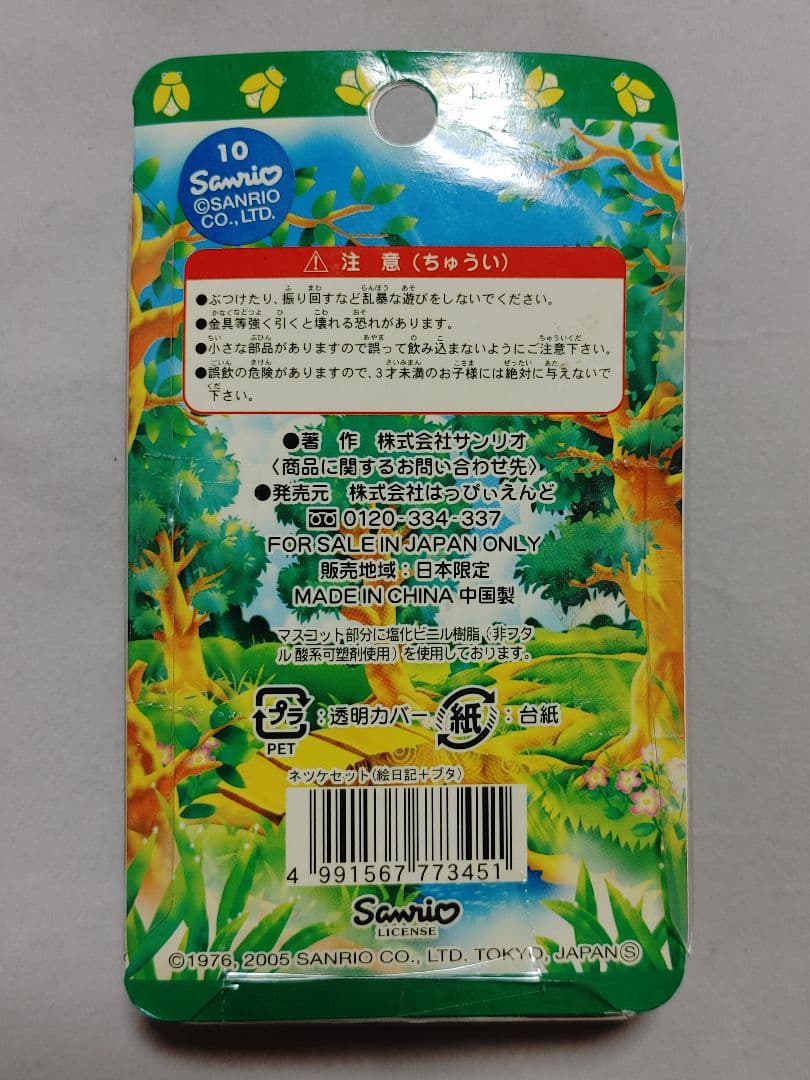 10
Sanrio
©SANRIO
CO.,LTD.
⚠ 注 意（ちゅうい）
●ぶつけたり、振り回すなど乱暴な遊びをしないでください。
●金具等強く引くと壊れる恐れがあります。
●小さな部品がありますので誤って飲み込まないようにご注意下さい。
●誤飲の危険がありますので、3才未満のお子様には絶対に与えないで
下さい。
●著 作 株式会社サンリオ
〈商品に関するお問い合わせ先〉
●発売元 株式会社はっぴぃえんど
0120-334-337
FOR SALE IN JAPAN ONLY
販売地域：日本限定
MADE IN CHINA 中国製
マスコット部分に塩化ビニル樹脂（非フタ
ル酸系可塑剤使用）を使用しております。
プラ：透明カバー 紙：台紙
PET
ネツケセット（絵日記＋ブタ）
4 991567 773451
Sanrio
LICENSE
©1976, 2005 SANRIO CO., LTD. TOKYO, JAPAN Ⓢ